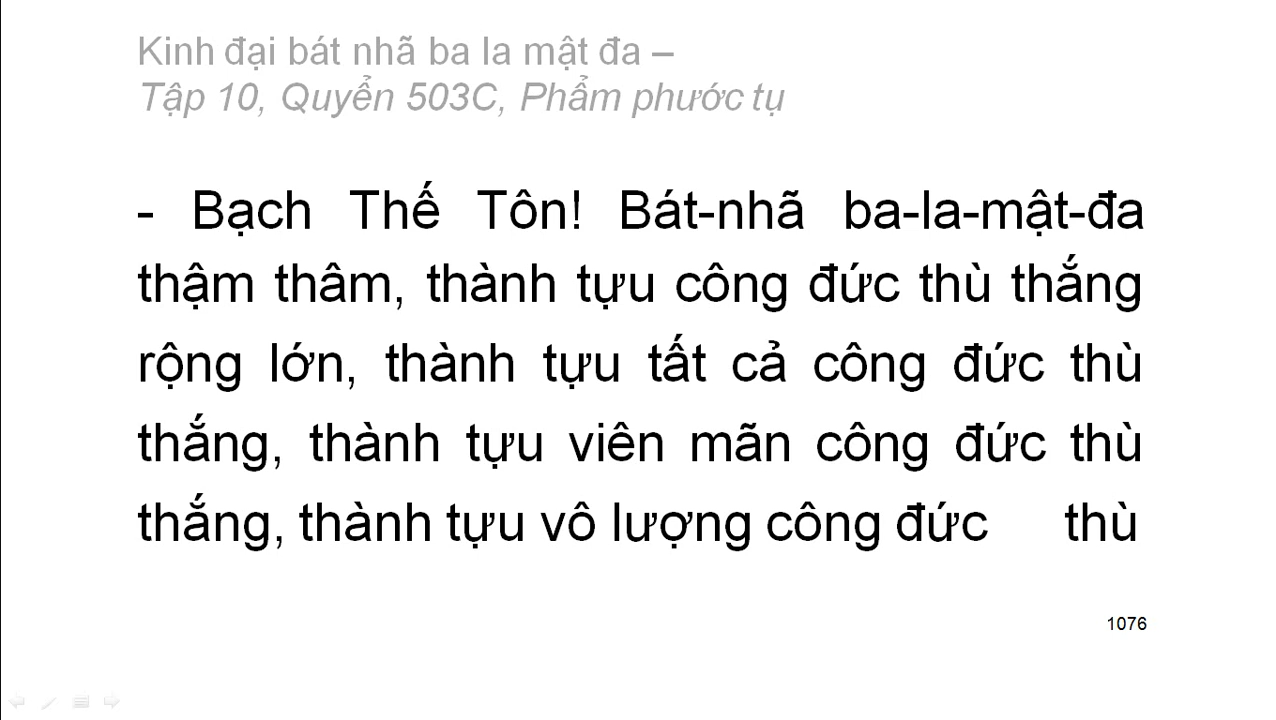 Kinh đại bát nhã ba la mật đa –
Tập 10, Quyển 503C, Phẩm phước tụ
- Bạch Thế Tôn! Bát-nhã ba-la-mật-đa
thậm thâm, thành tựu công đức thù thắng
rộng lớn, thành tựu tất cả công đức thù
thắng, thành tựu viên mãn công đức thù
thắng, thành tựu vô lượng công đức thù
1076